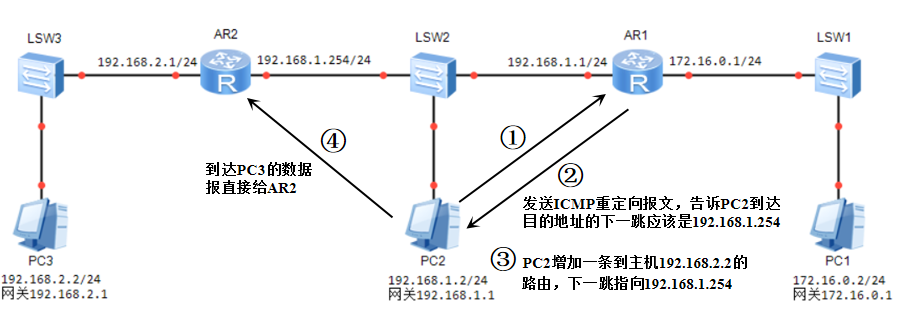 LSW3
AR2
LSW2
AR1
LSW1
192.168.2.1/24
192.168.1.254/24
192.168.1.1/24
172.16.0.1/24
R
R
①
④
②
到达PC3的数据
报直接给AR2
发送ICMP重定向报文，告诉PC2到达
目的地址的下一跳应该是192.168.1.254
③
PC2增加一条到主机192.168.2.2的
路由，下一跳指向192.168.1.254
PC3
192.168.2.2/24
网关192.168.2.1
PC2
192.168.1.2/24
网关192.168.1.1
PC1
172.16.0.2/24
网关172.16.0.1